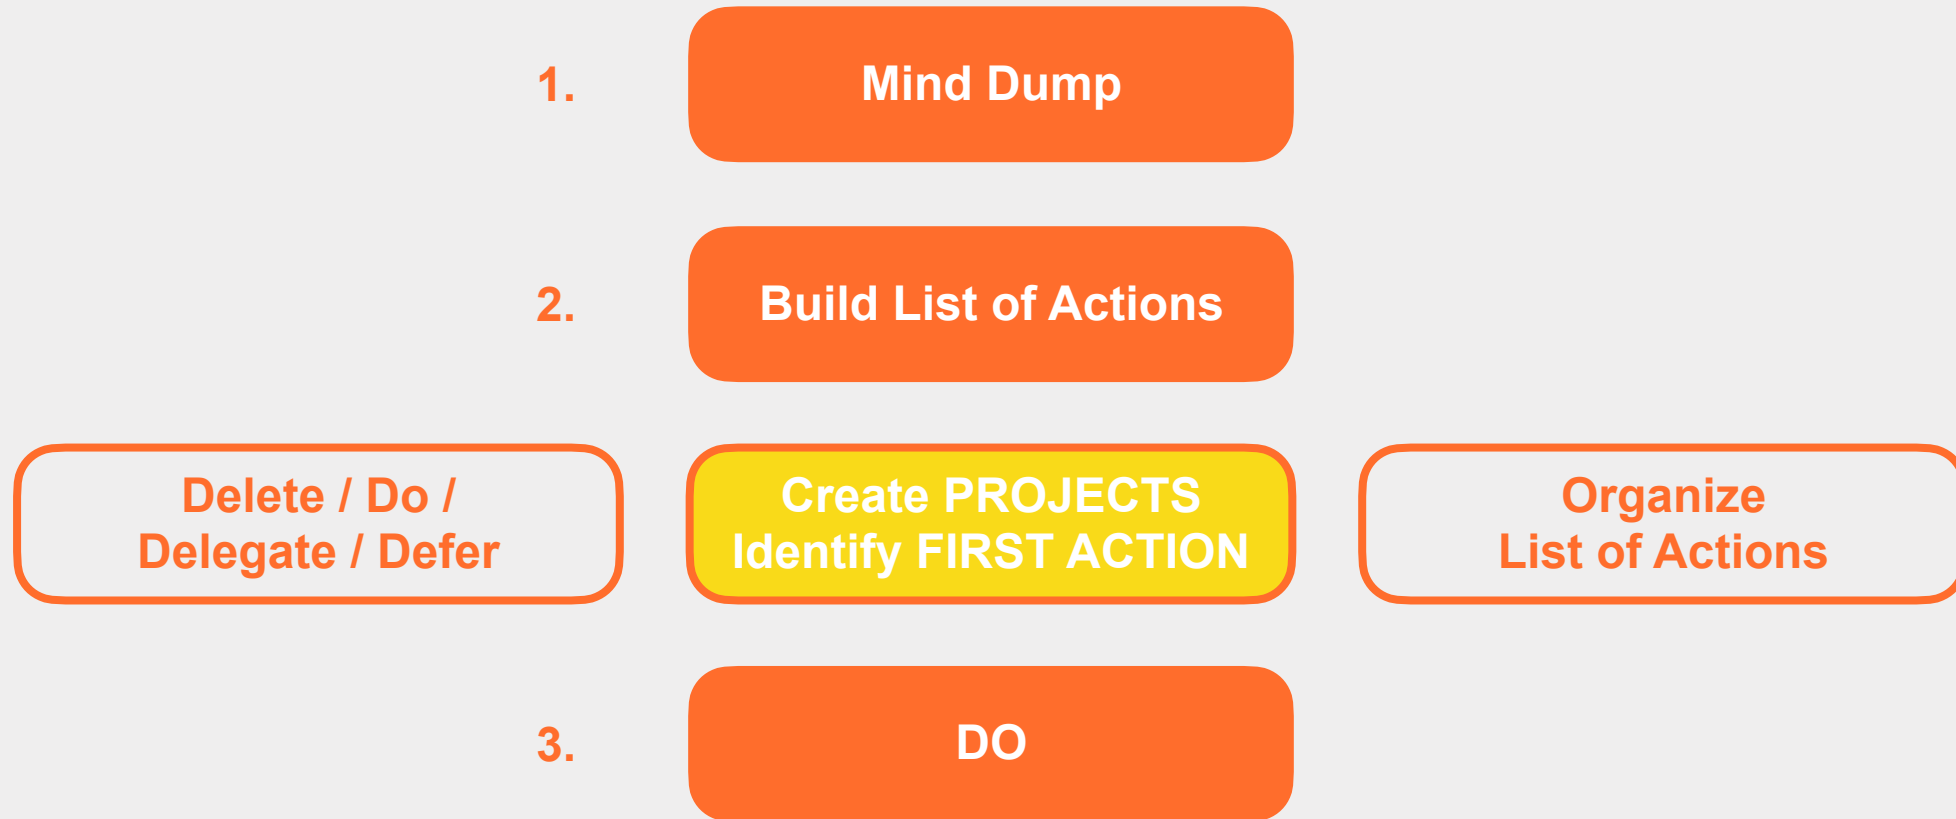 1.
Mind Dump
2.
Build List of Actions
Delete / Do /
Delegate / Defer
Create PROJECTS
Identify FIRST ACTION
Organize
List of Actions
3.
DO